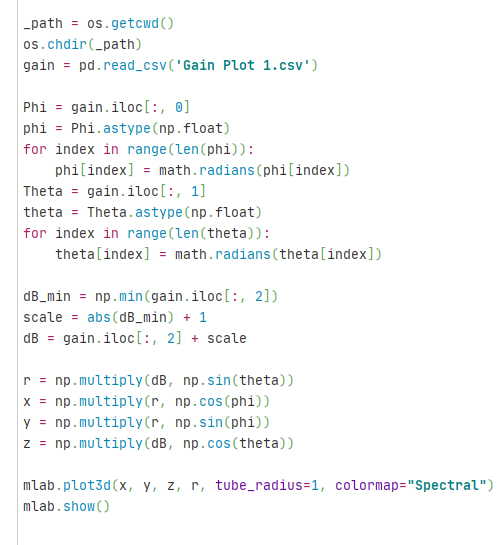 _path = os.getcwd()
os.chdir(_path)
gain = pd.read_csv('Gain Plot 1.csv')

Phi = gain.iloc[:, 0]
phi = Phi.astype(np.float)
for index in range(len(phi)):
    phi[index] = math.radians(phi[index])
Theta = gain.iloc[:, 1]
theta = Theta.astype(np.float)
for index in range(len(theta)):
    theta[index] = math.radians(theta[index])

dB_min = np.min(gain.iloc[:, 2])
scale = abs(dB_min) + 1
dB = gain.iloc[:, 2] + scale

r = np.multiply(dB, np.sin(theta))
x = np.multiply(r, np.cos(phi))
y = np.multiply(r, np.sin(phi))
z = np.multiply(dB, np.cos(theta))

mlab.plot3d(x, y, z, r, tube_radius=1, colormap="Spectral")
mlab.show()